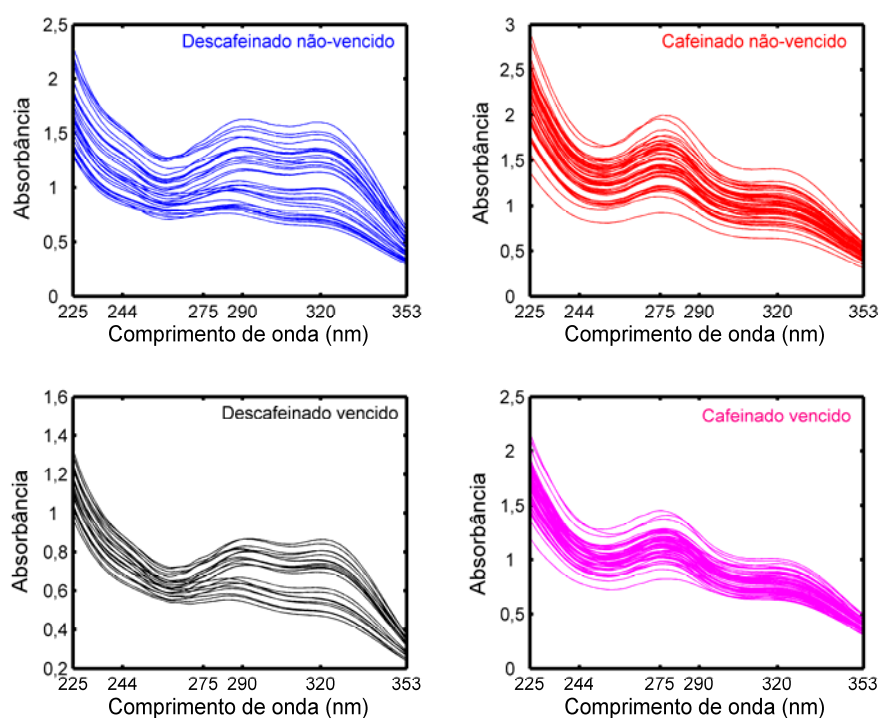 Descafeinado não-vencido
Absorbância
2,5
2
1,5
1
0,5
0
225 244 275 290 320 353
Comprimento de onda (nm)
Cafeinado não-vencido
Absorbância
3
2,5
2
1,5
1
0,5
0
225 244 275 290 320 353
Comprimento de onda (nm)
Descafeinado vencido
Absorbância
1,6
1,4
1,2
1
0,8
0,6
0,4
0,2
225 244 275 290 320 353
Comprimento de onda (nm)
Cafeinado vencido
Absorbância
2,5
2
1,5
1
0,5
0
225 244 275 290 320 353
Comprimento de onda (nm)